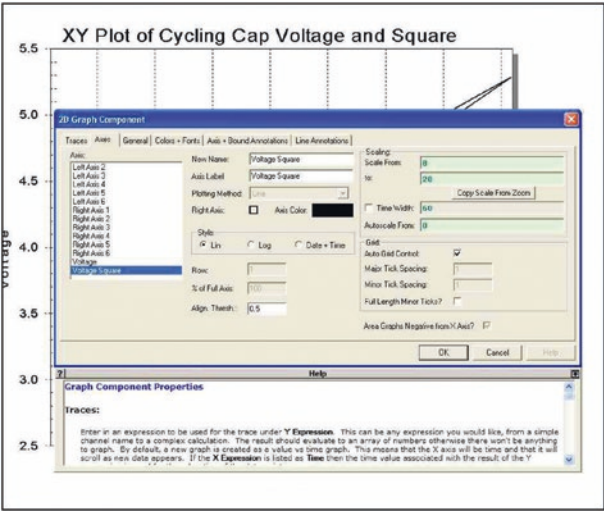 XY Plot of Cycling Cap Voltage and Square
5.5
5.0
4.5
4.0
3.5
3.0
2.5
Voltage
2D Graph Component
Traces Axes General Colors + Fonts Axis + Bound Annotations Line Annotations
Axis:
Left Axis 2
Left Axis 3
Left Axis 4
Left Axis 5
Left Axis 6
Right Axis 1
Right Axis 2
Right Axis 3
Right Axis 4
Right Axis 5
Right Axis 6
Voltage
Voltage Square
New Name: Voltage Square
Axis Label: Voltage Square
Plotting Method: Line
Right Axis: Axis Color:
Style:
Lin Log Date + Time
Row: 1
% of Full Axis: 100
Align. Thresh.: 0.5
Scaling:
Scale From: 0
to: 20
Copy Scale From Zoom
Time Width: 60
Autoscale From: 0
Grid:
Auto Grid Control:
Major Tick Spacing: 1
Minor Tick Spacing: 1
Full Length Minor Ticks?
Area Graphs Negative from X Axis?
OK Cancel Help
? Help
Graph Component Properties
Traces:
Enter in an expression to be used for the trace under Y Expression. This can be any expression you would like, from a simple
channel name to a complex calculation. The result should evaluate to an array of numbers otherwise there won't be anything
to graph. By default, a new graph is created as a value vs time graph. This means that the X axis will be time and that it will
scroll as new data appears. If the X Expression is listed as Time then the time value associated with the result of the Y